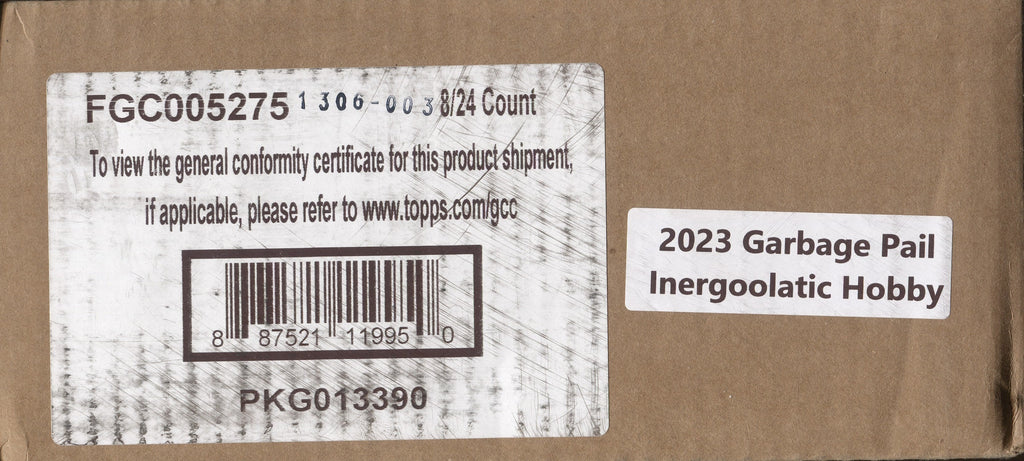 FGC005275 1306-003 8/24 Count
To view the general conformity certificate for this product shipment,
if applicable, please refer to www.topps.com/gcc
8 87521 11995 0
PKG013390
2023 Garbage Pail
Inergoolatic Hobby